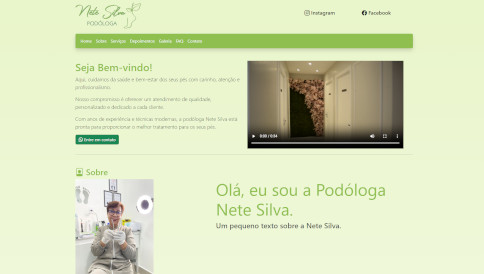 Nete Silva
PODÓLOGA
Instagram
Facebook
Home Sobre Serviços Depoimentos Galeria FAQ Contato
Seja Bem-vindo!
Aqui, cuidamos da saúde e bem-estar dos seus pés com carinho, atenção e
profissionalismo.
Nosso compromisso é oferecer um atendimento de qualidade,
personalizado e dedicado a cada cliente.
Com anos de experiência e técnicas modernas, a podóloga Nete Silva está
pronta para proporcionar o melhor tratamento para os seus pés.
Entre em contato
0:00 / 0:54
Sobre
Olá, eu sou a Podóloga
Nete Silva.
Um pequeno texto sobre a Nete Silva.